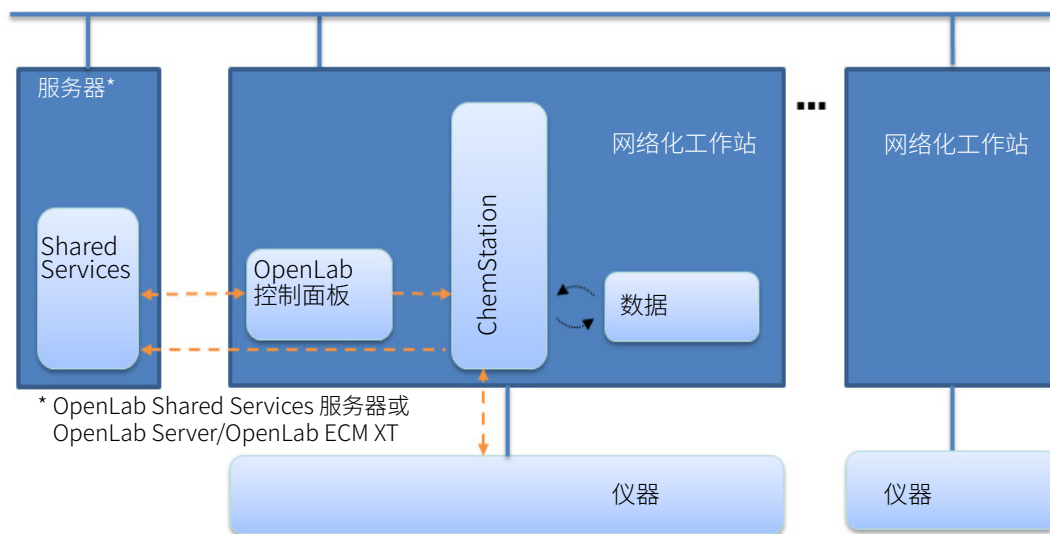 服务器*
Shared
Services
OpenLab
控制面板
ChemStation
网络化工作站
数据
...
网络化工作站
* OpenLab Shared Services 服务器或
OpenLab Server/OpenLab ECM XT
仪器
仪器